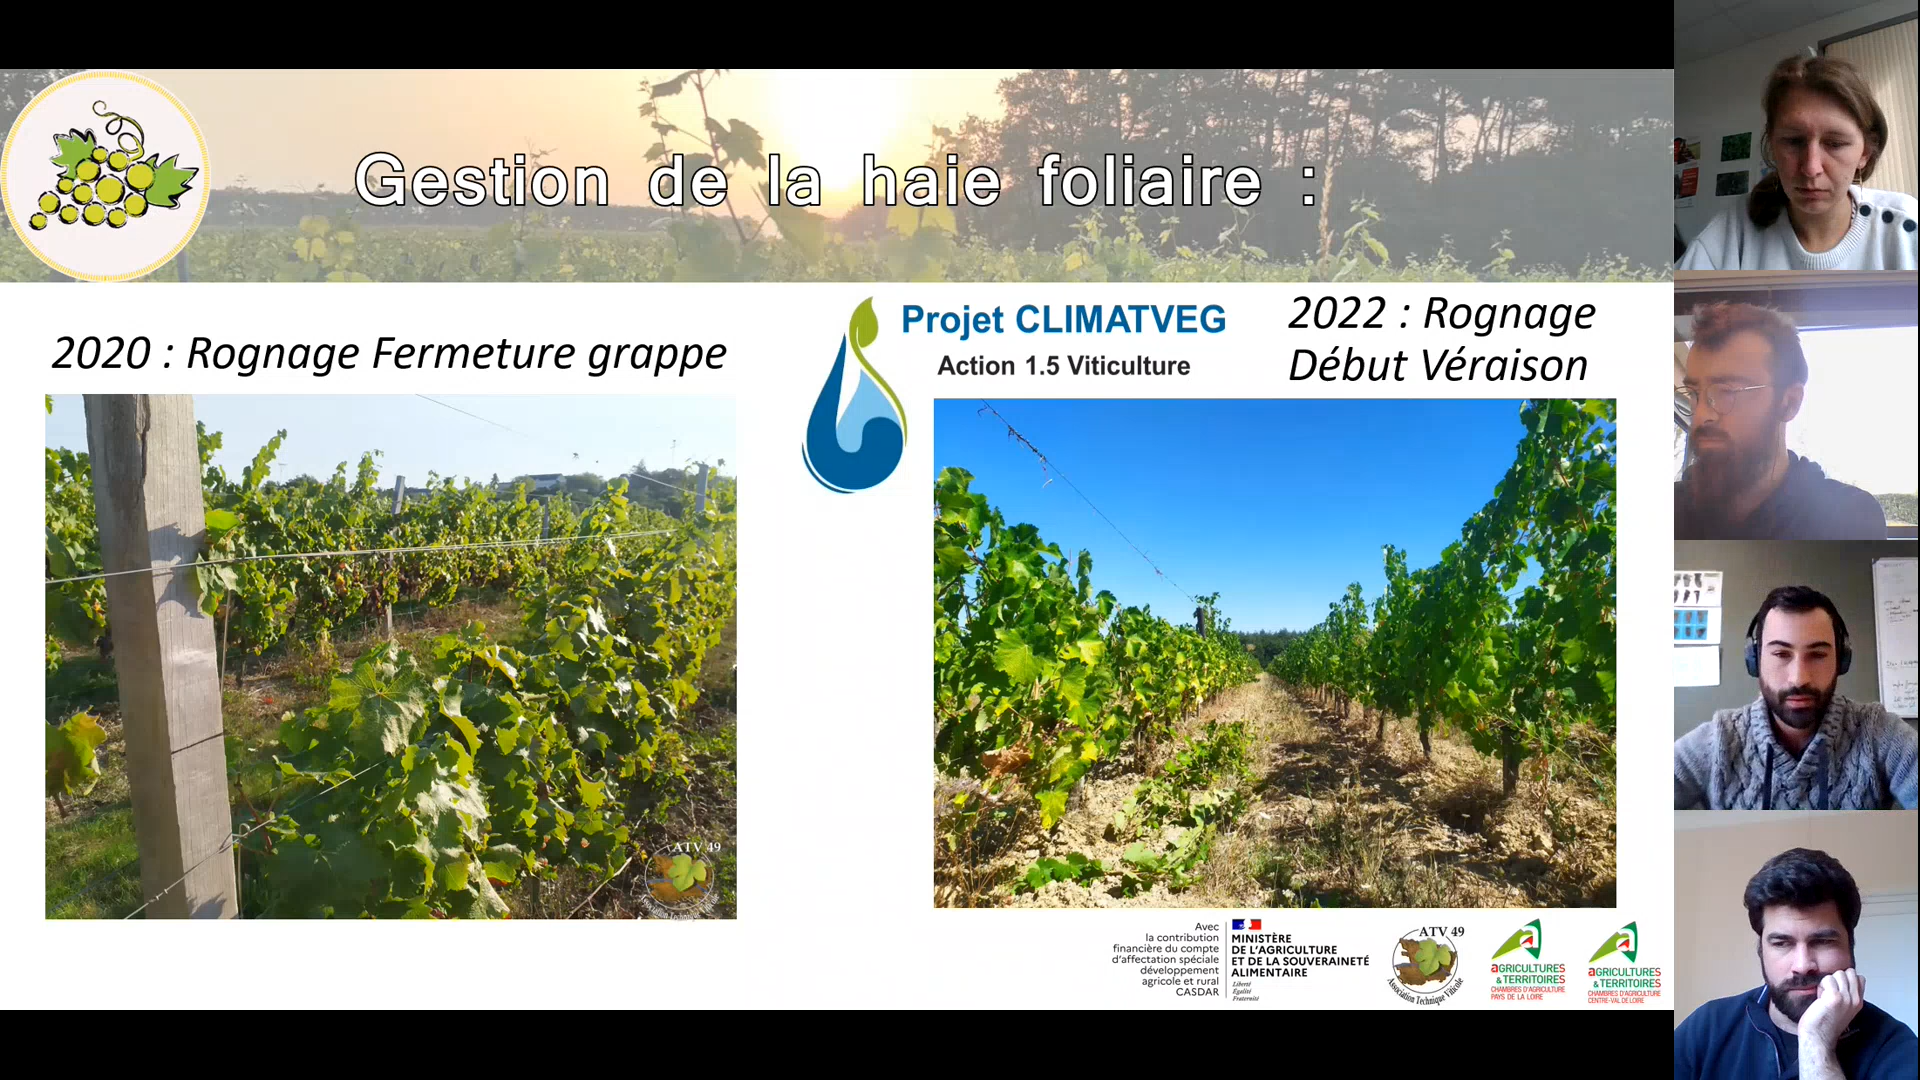 Gestion de la haie foliaire :
2020 : Rognage Fermeture grappe
Projet CLIMATVEG
Action 1.5 Viticulture
2022 : Rognage
Début Véraison
ATV 49
Association Technique Viticole
Avec
la contribution
financière du compte
d'affectation spéciale
développement
agricole et rural
CASDAR
MINISTÈRE
DE L'AGRICULTURE
ET DE LA SOUVERAINETÉ
ALIMENTAIRE
Liberté
Égalité
Fraternité
ATV 49
Association Technique Viticole
AGRICULTURES
& TERRITOIRES
CHAMBRES D'AGRICULTURE
PAYS DE LA LOIRE
AGRICULTURES
& TERRITOIRES
CHAMBRES D'AGRICULTURE
CENTRE-VAL DE LOIRE